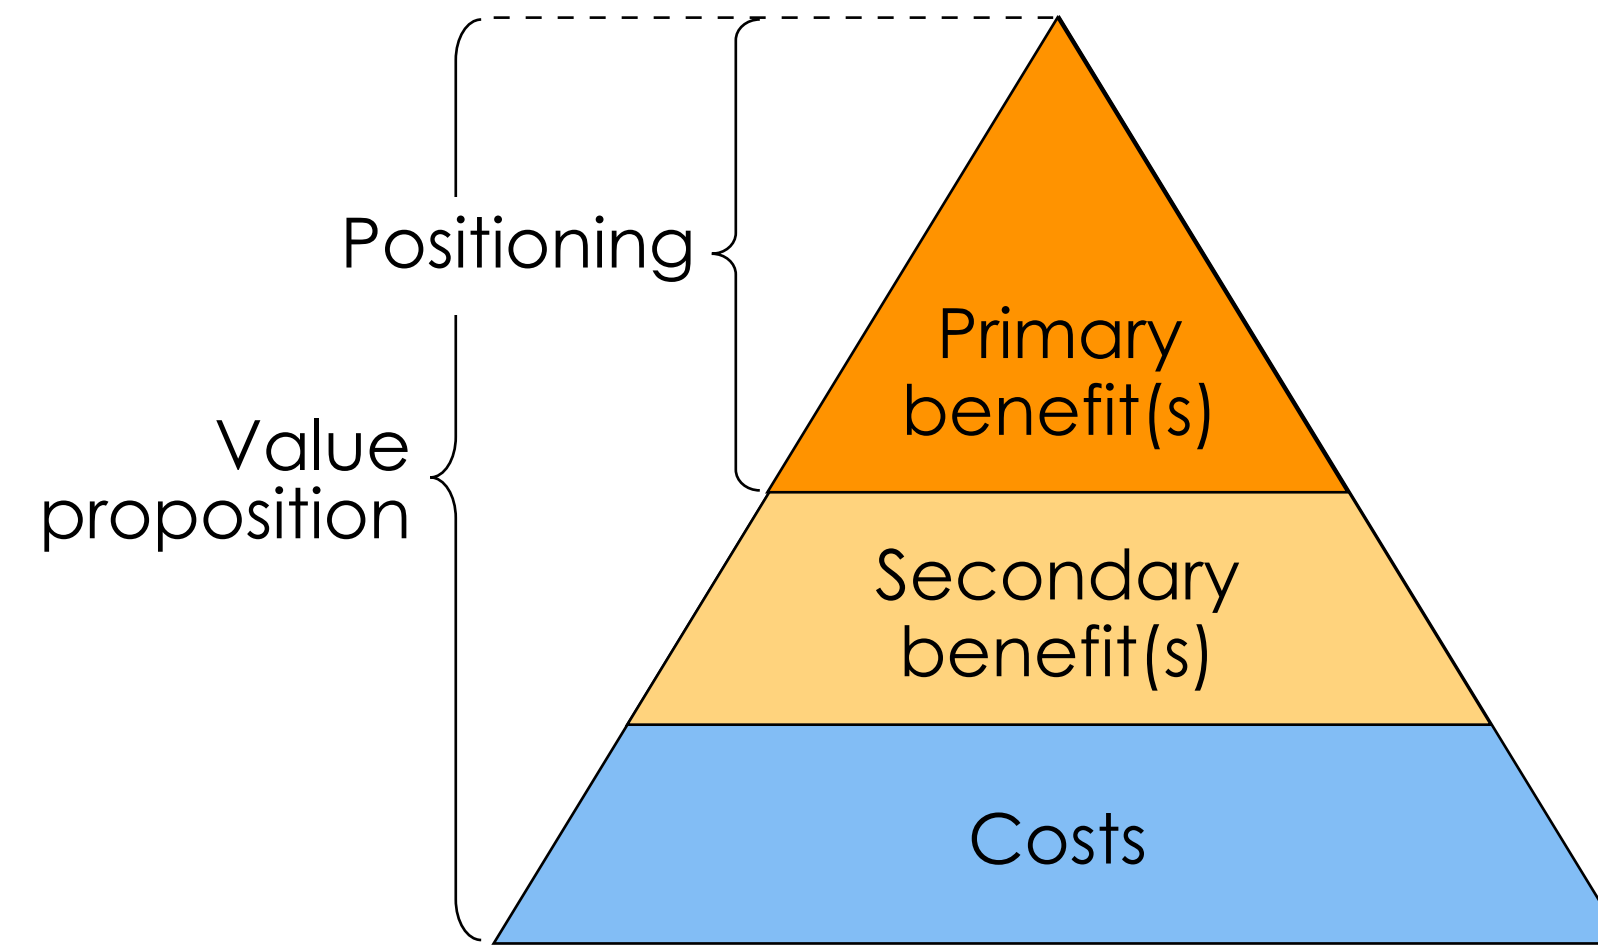 Positioning
Primary
benefit(s)
Value
proposition
Secondary
benefit(s)
Costs